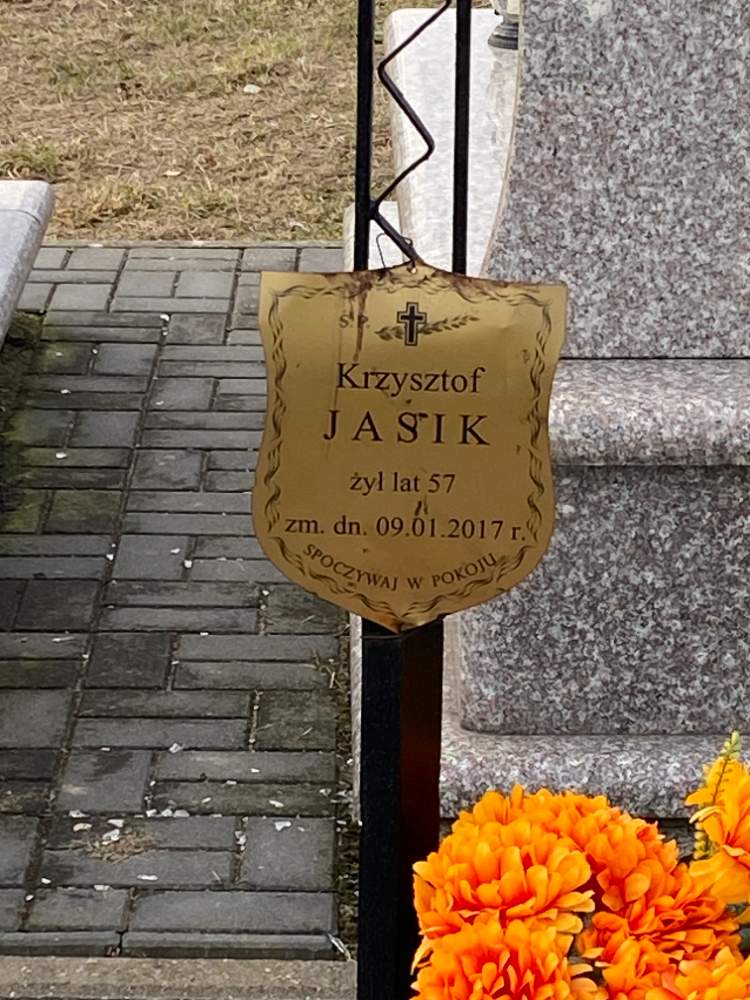 Ś.P.
Krzysztof
JASIK
żył lat 57
zm. dn. 09.01.2017 r.
SPOCZYWAJ W POKOJU